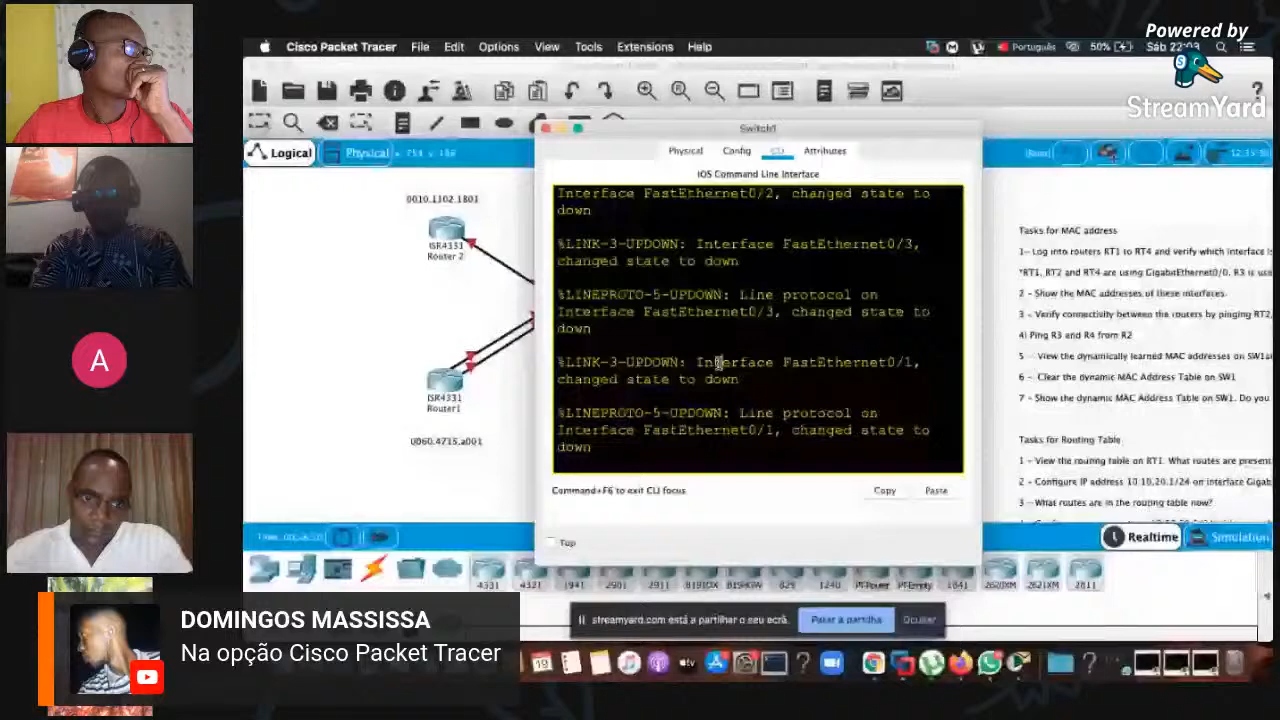 Powered by
StreamYard
Cisco Packet Tracer File Edit Options View Tools Extensions Help
Português 50% Sáb 22:03
Switch1
Logical Physical
Physical Config CLI Attributes
IOS Command Line Interface
Interface FastEthernet0/2, changed state to
down
%LINK-3-UPDOWN: Interface FastEthernet0/3,
changed state to down
%LINEPROTO-5-UPDOWN: Line protocol on
Interface FastEthernet0/3, changed state to
down
%LINK-3-UPDOWN: Interface FastEthernet0/1,
changed state to down
%LINEPROTO-5-UPDOWN: Line protocol on
Interface FastEthernet0/1, changed state to
down
Command+F6 to exit CLI focus
Copy Paste
Top
0010.1102.1801
ISR4331
Router 2
ISR4331
Router1
0060.4715.a001
Tasks for MAC address
1- Log into routers RT1 to RT4 and verify which interface is
*RT1, RT2 and RT4 are using GigabitEthernet0/0. R3 is use
2 - Show the MAC addresses of these interfaces.
3 - Verify connectivity between the routers by pinging RT2,
4) Ping R3 and R4 from R2
5 - View the dynamically learned MAC addresses on SW1
6 - Clear the dynamic MAC Address Table on SW1
7 - Show the dynamic MAC Address Table on SW1. Do you
Tasks for Routing Table
1 - View the routing table on RT1. What routes are present
2 - Configure IP address 10.10.20.1/24 on interface Gigab
3 - What routes are in the routing table now?
Realtime Simulation
4331 4321 1941 2901 2911 819IOX 819HGW 829 1240 PT-Router PT-Empty 1841 2620XM 2621XM 2811
streamyard.com está a partilhar o seu ecrã.
Parar a partilha
Ocultar
A
DOMINGOS MASSISSA
Na opção Cisco Packet Tracer